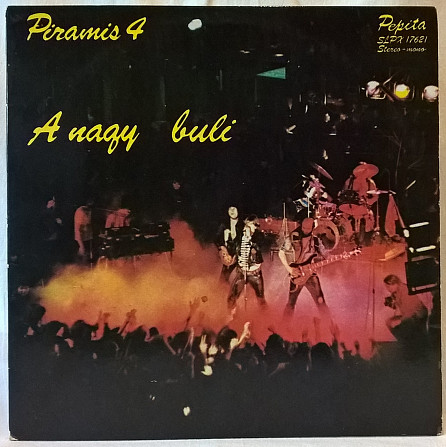 Piramis 4
Pepita
SLPX 17621
Stereo-mono
A nagy buli